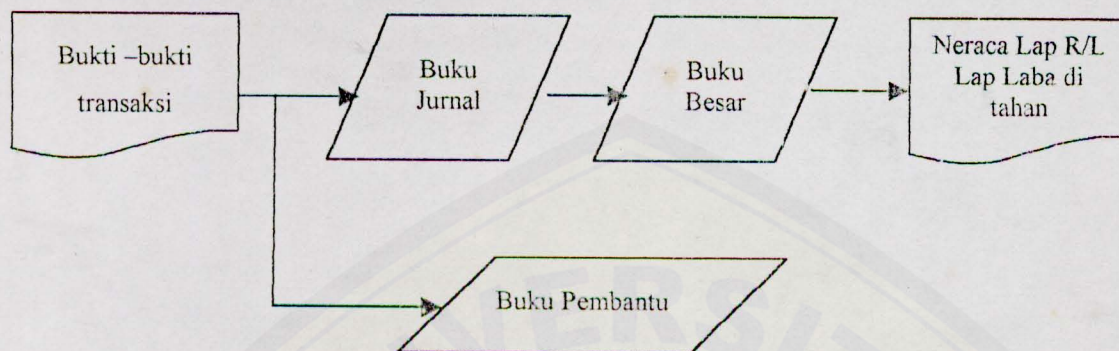 Bukti –bukti
transaksi
Buku
Jurnal
Buku
Besar
Neraca Lap R/L
Lap Laba di
tahan
Buku Pembantu